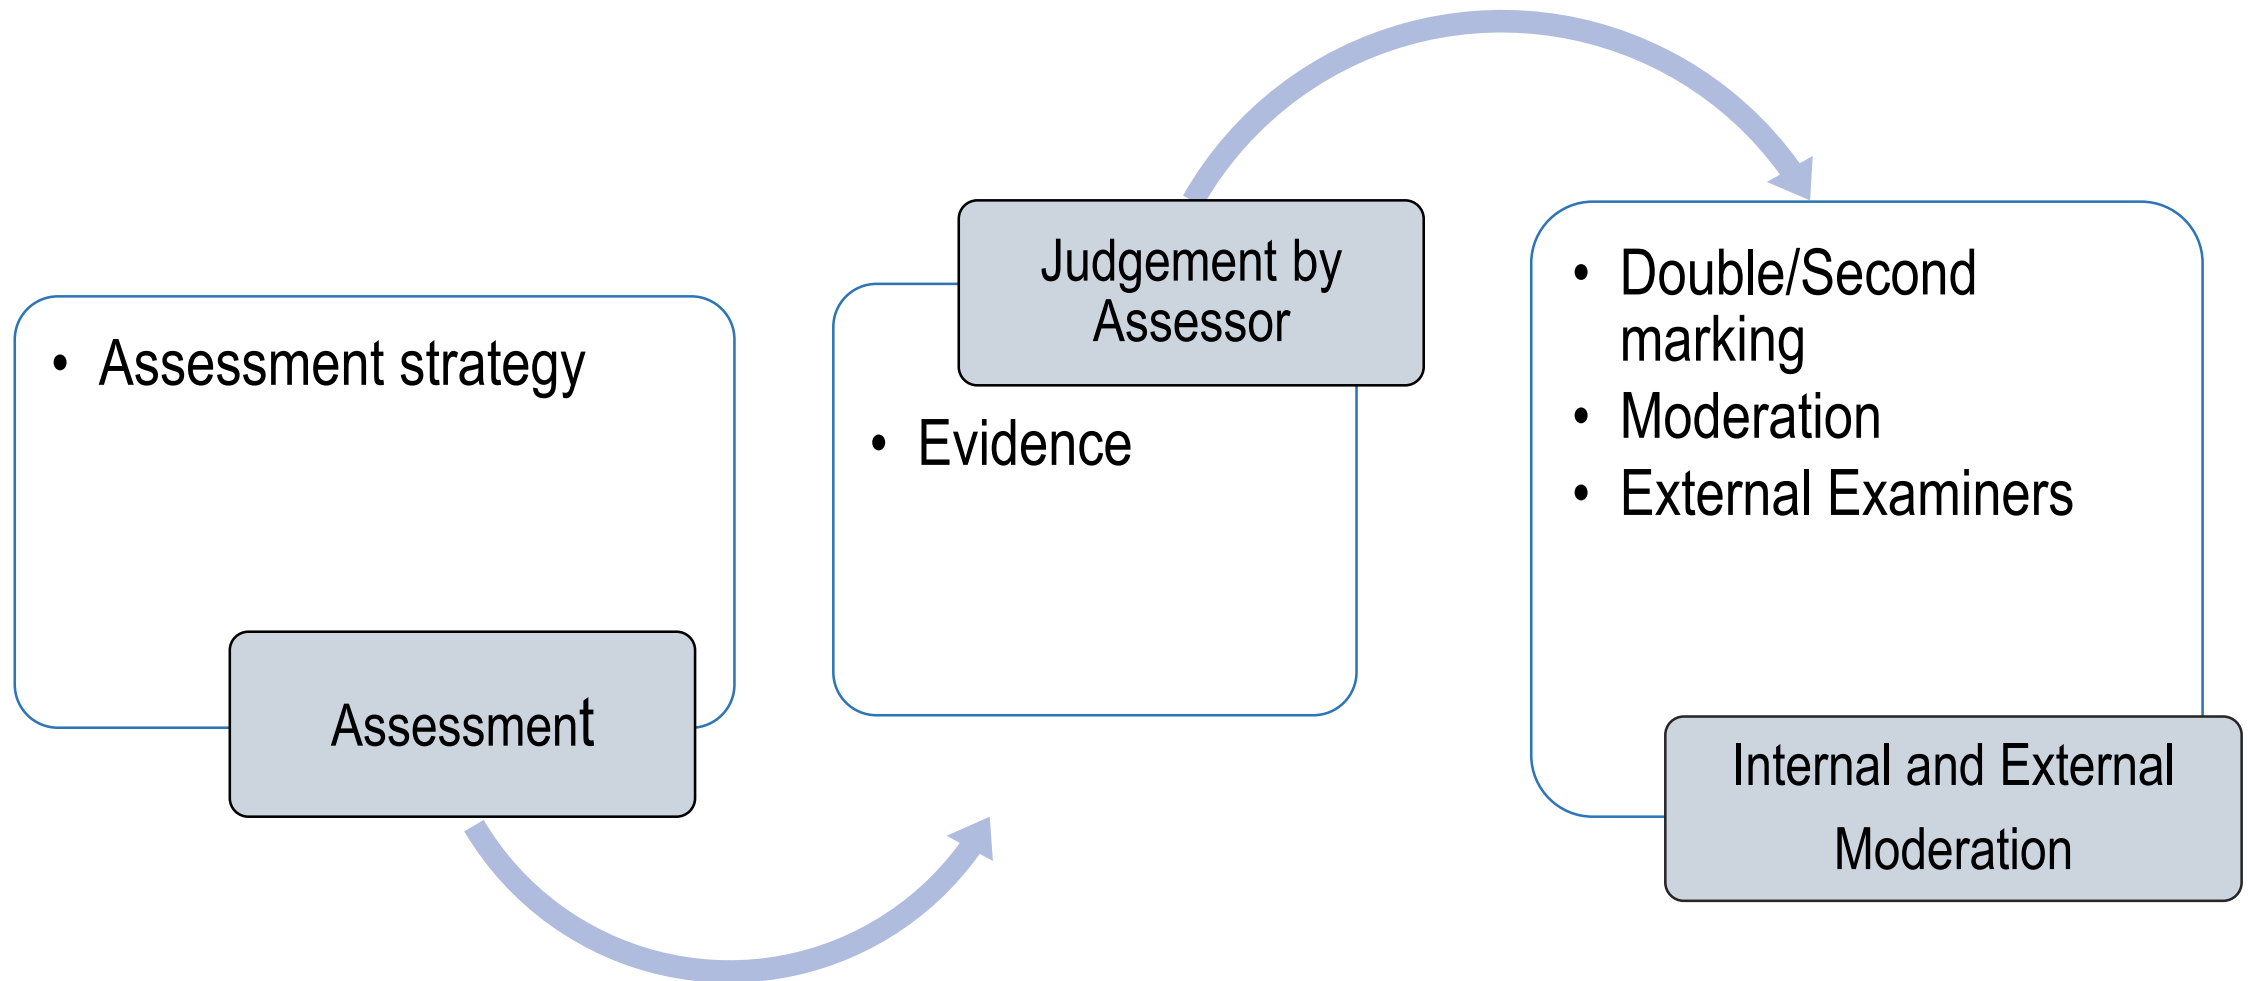 • Assessment strategy
Assessment
Judgement by
Assessor
• Evidence
• Double/Second
marking
• Moderation
• External Examiners
Internal and External
Moderation